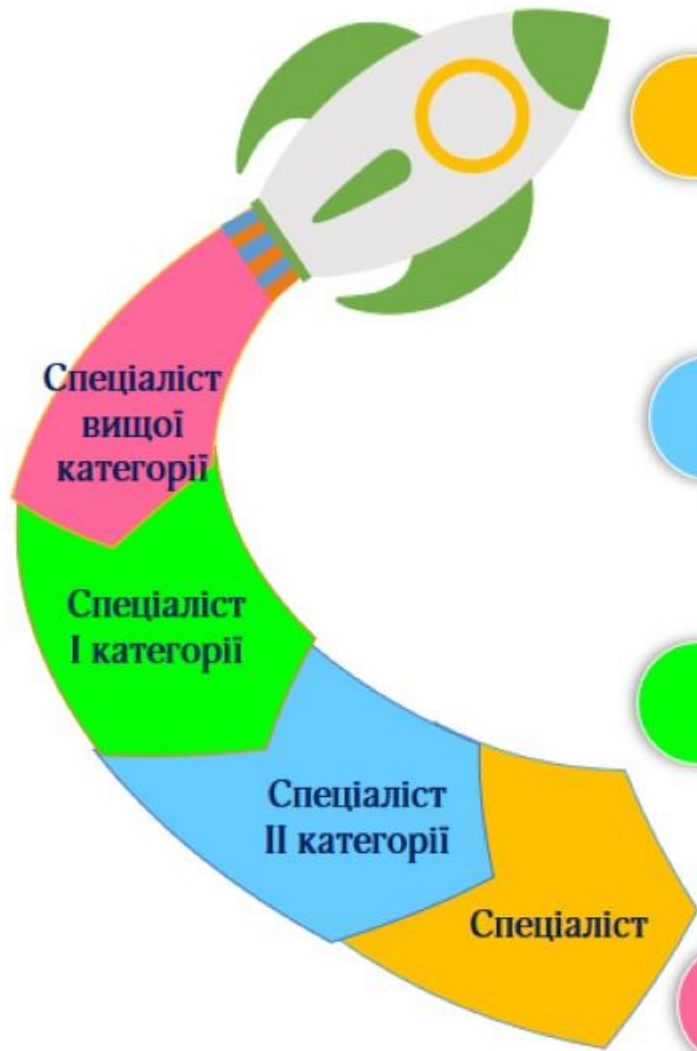 Спеціаліст
вищої
категорії
Спеціаліст
І категорії
Спеціаліст
ІІ категорії
Спеціаліст